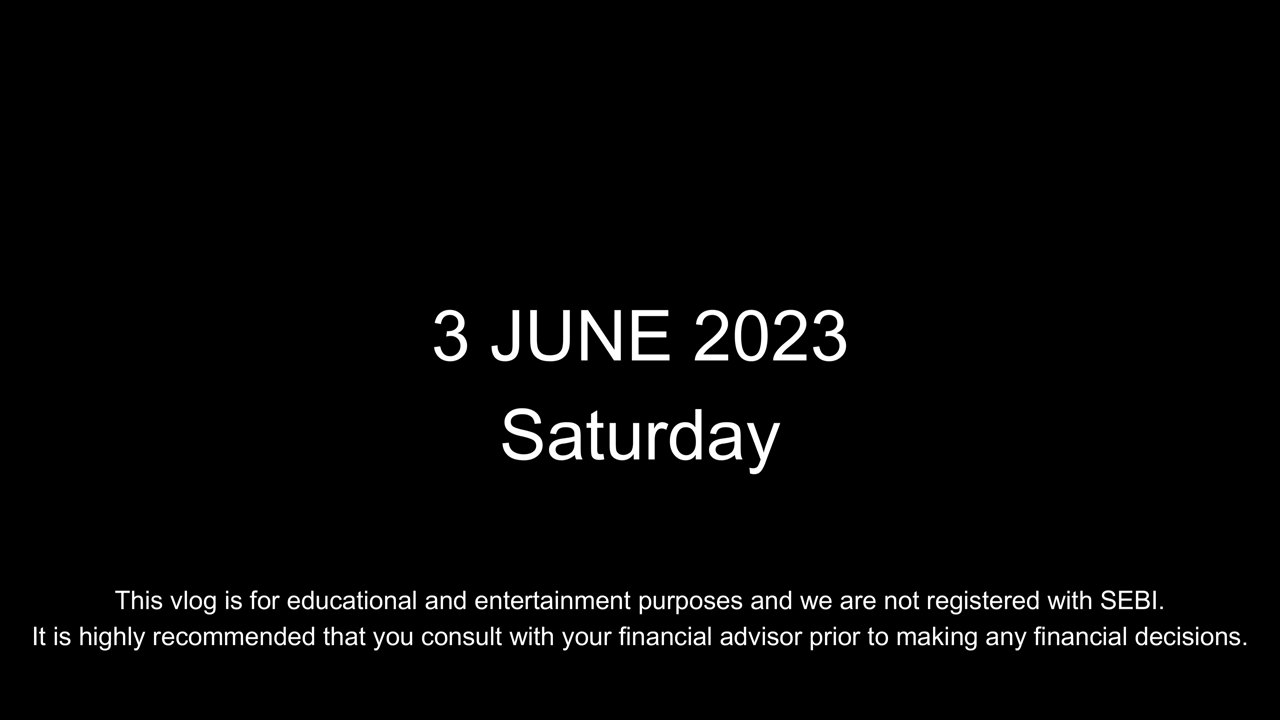 3 JUNE 2023
Saturday
This vlog is for educational and entertainment purposes and we are not registered with SEBI.
It is highly recommended that you consult with your financial advisor prior to making any financial decisions.